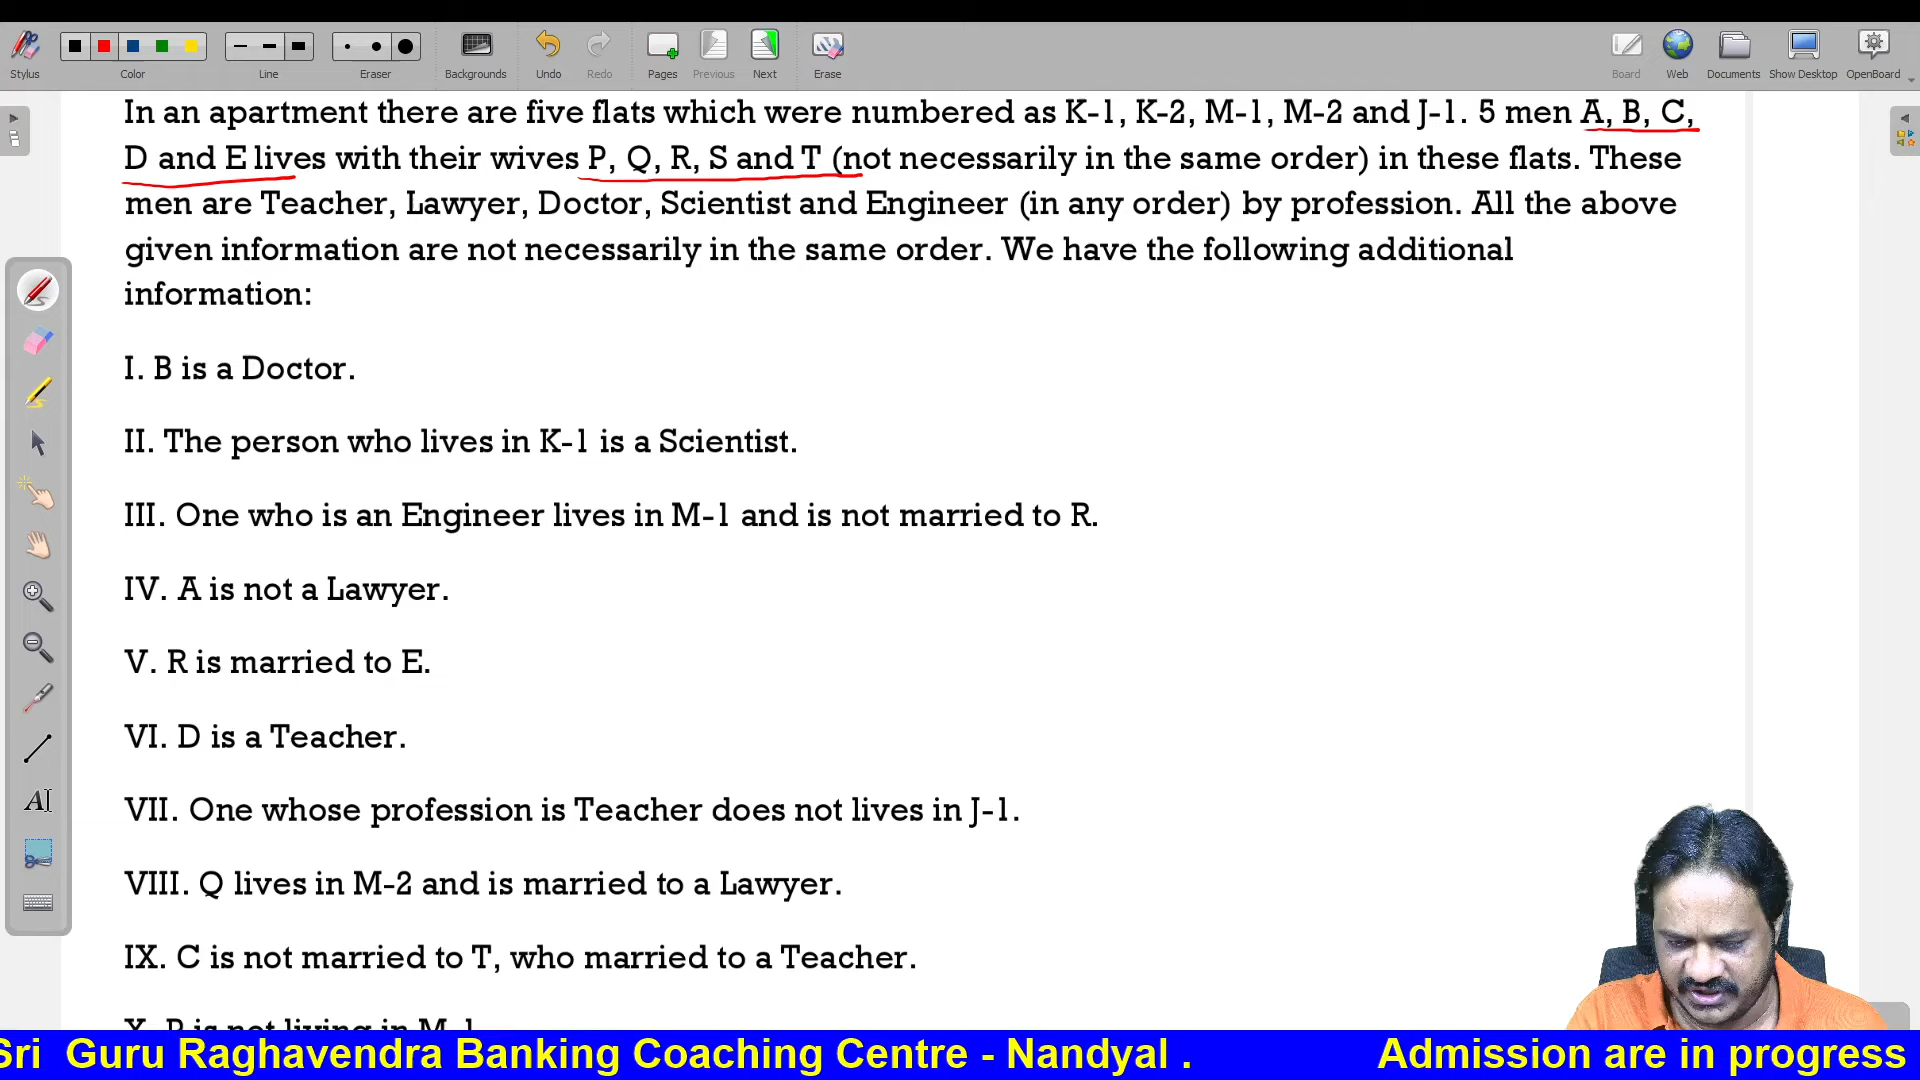 Stylus
Color
Line
Eraser
Backgrounds
Undo
Redo
Pages
Previous
Next
Erase
Board
Web
Documents
Show Desktop
OpenBoard
In an apartment there are five flats which were numbered as K-1, K-2, M-1, M-2 and J-1. 5 men A, B, C,
D and E lives with their wives P, Q, R, S and T (not necessarily in the same order) in these flats. These
men are Teacher, Lawyer, Doctor, Scientist and Engineer (in any order) by profession. All the above
given information are not necessarily in the same order. We have the following additional
information:
I. B is a Doctor.
II. The person who lives in K-1 is a Scientist.
III. One who is an Engineer lives in M-1 and is not married to R.
IV. A is not a Lawyer.
V. R is married to E.
VI. D is a Teacher.
VII. One whose profession is Teacher does not lives in J-1.
VIII. Q lives in M-2 and is married to a Lawyer.
IX. C is not married to T, who married to a Teacher.
is not living in M-1
Sri Guru Raghavendra Banking Coaching Centre - Nandyal . Admission are in progress